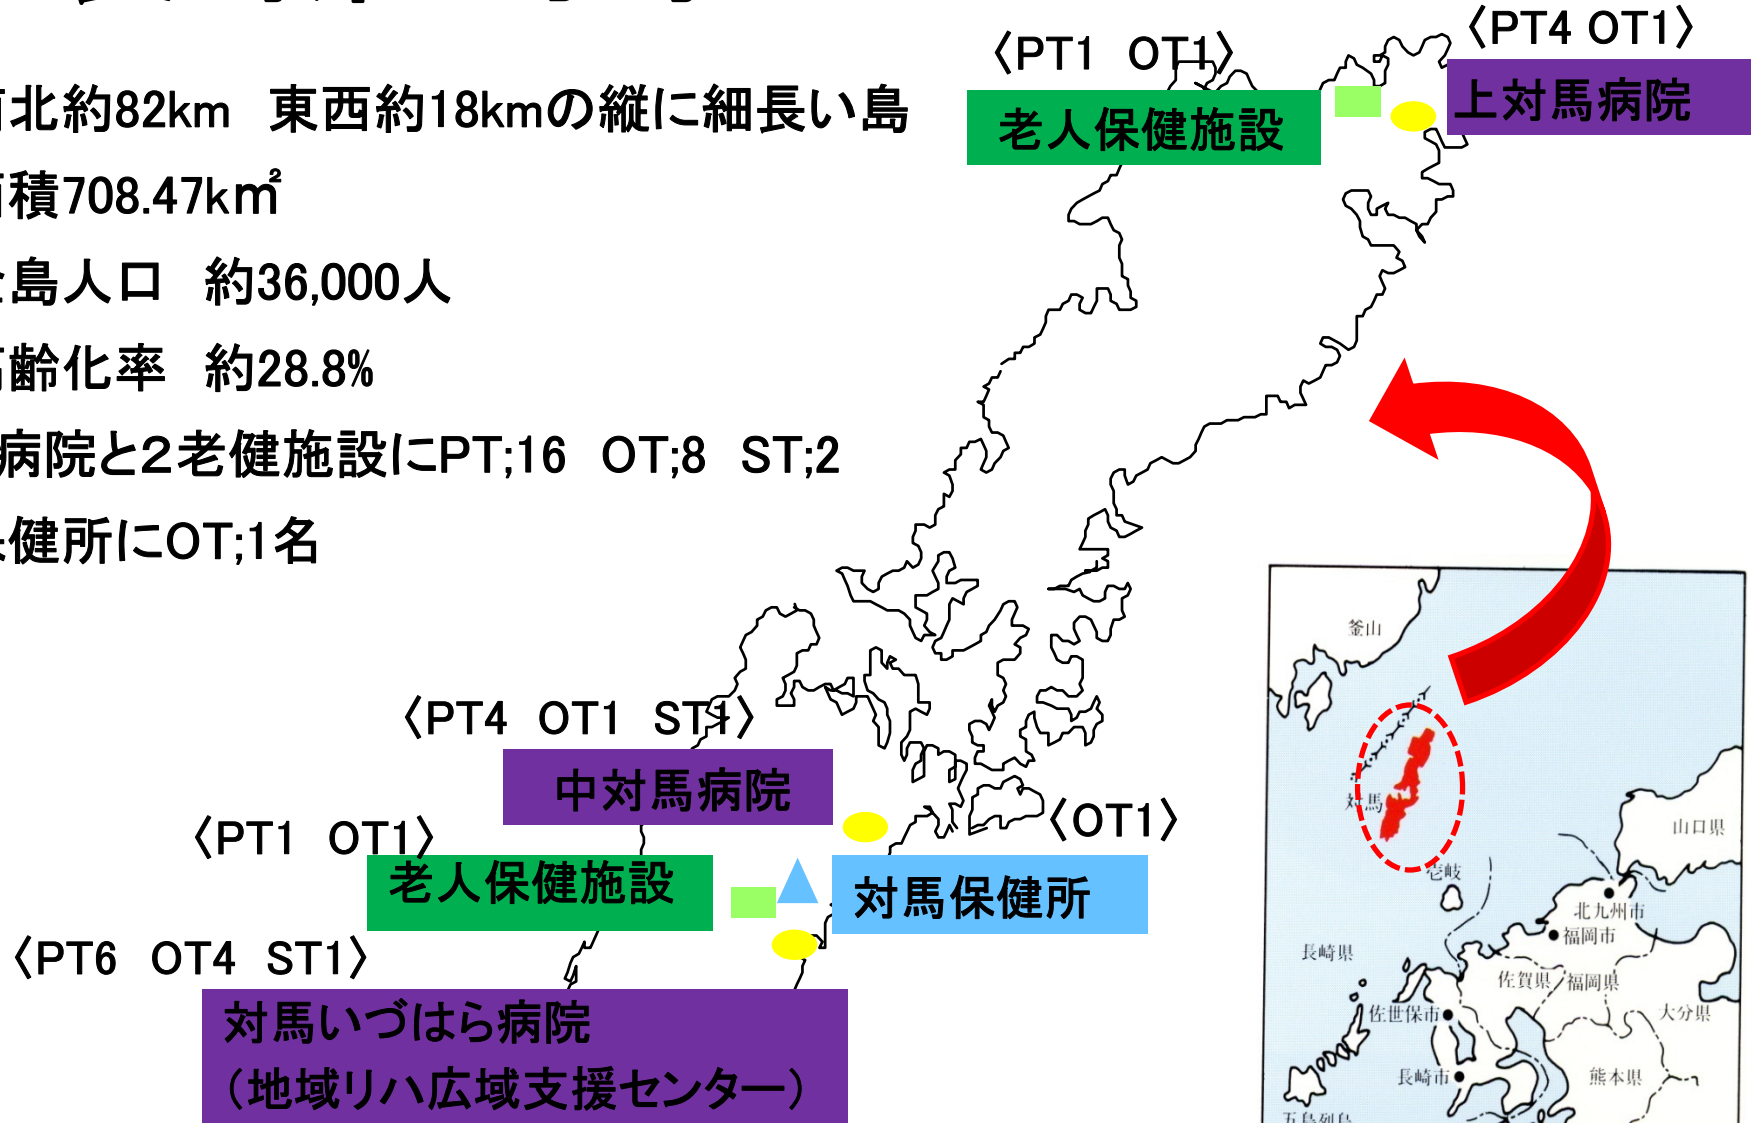 北約82km 東西約18kmの縦に細長い島
積708.47k㎡
島人口 約36,000人
齢化率 約28.8%
病院と2老健施設にPT;16 OT;8 ST;2
健所にOT;1名
〈PT1 OT1〉
老人保健施設
〈PT4 OT1〉
上対馬病院
〈PT4 OT1 ST1〉
中対馬病院
〈PT1 OT1〉
老人保健施設
〈OT1〉
対馬保健所
〈PT6 OT4 ST1〉
対馬いづはら病院
(地域リハ広域支援センター)
釜山
対馬
壱岐
山口県
北九州市
福岡市
長崎県
佐賀県
福岡県
佐世保市
大分県
長崎市
熊本県
五島列島